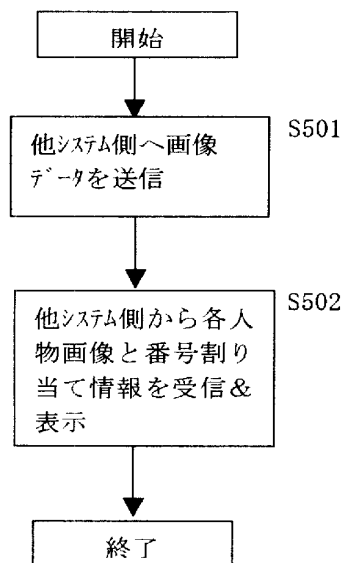 開始
S501
他ｼｽﾃﾑ側へ画像
ﾃﾞｰﾀを送信
S502
他ｼｽﾃﾑ側から各人
物画像と番号割り
当て情報を受信&
表示
終了